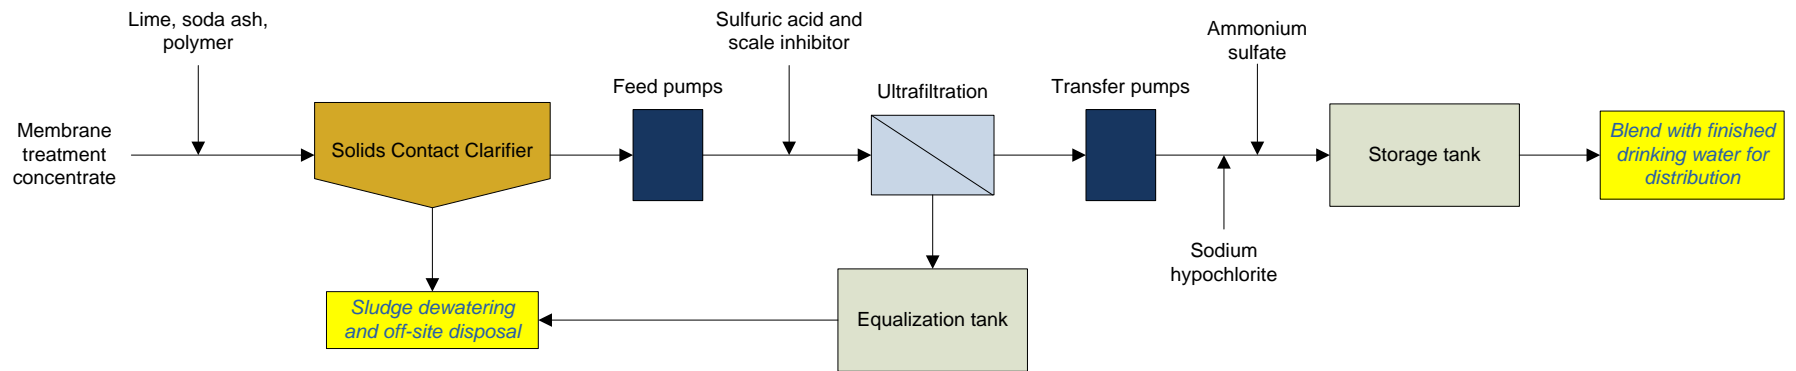 Lime, soda ash,
polymer
Sulfuric acid and
scale inhibitor
Ammonium
sulfate
Feed pumps
Ultrafiltration
Transfer pumps
Membrane
treatment
concentrate
Solids Contact Clarifier
Storage tank
Blend with finished
drinking water for
distribution
Sodium
hypochlorite
Sludge dewatering
and off-site disposal
Equalization tank